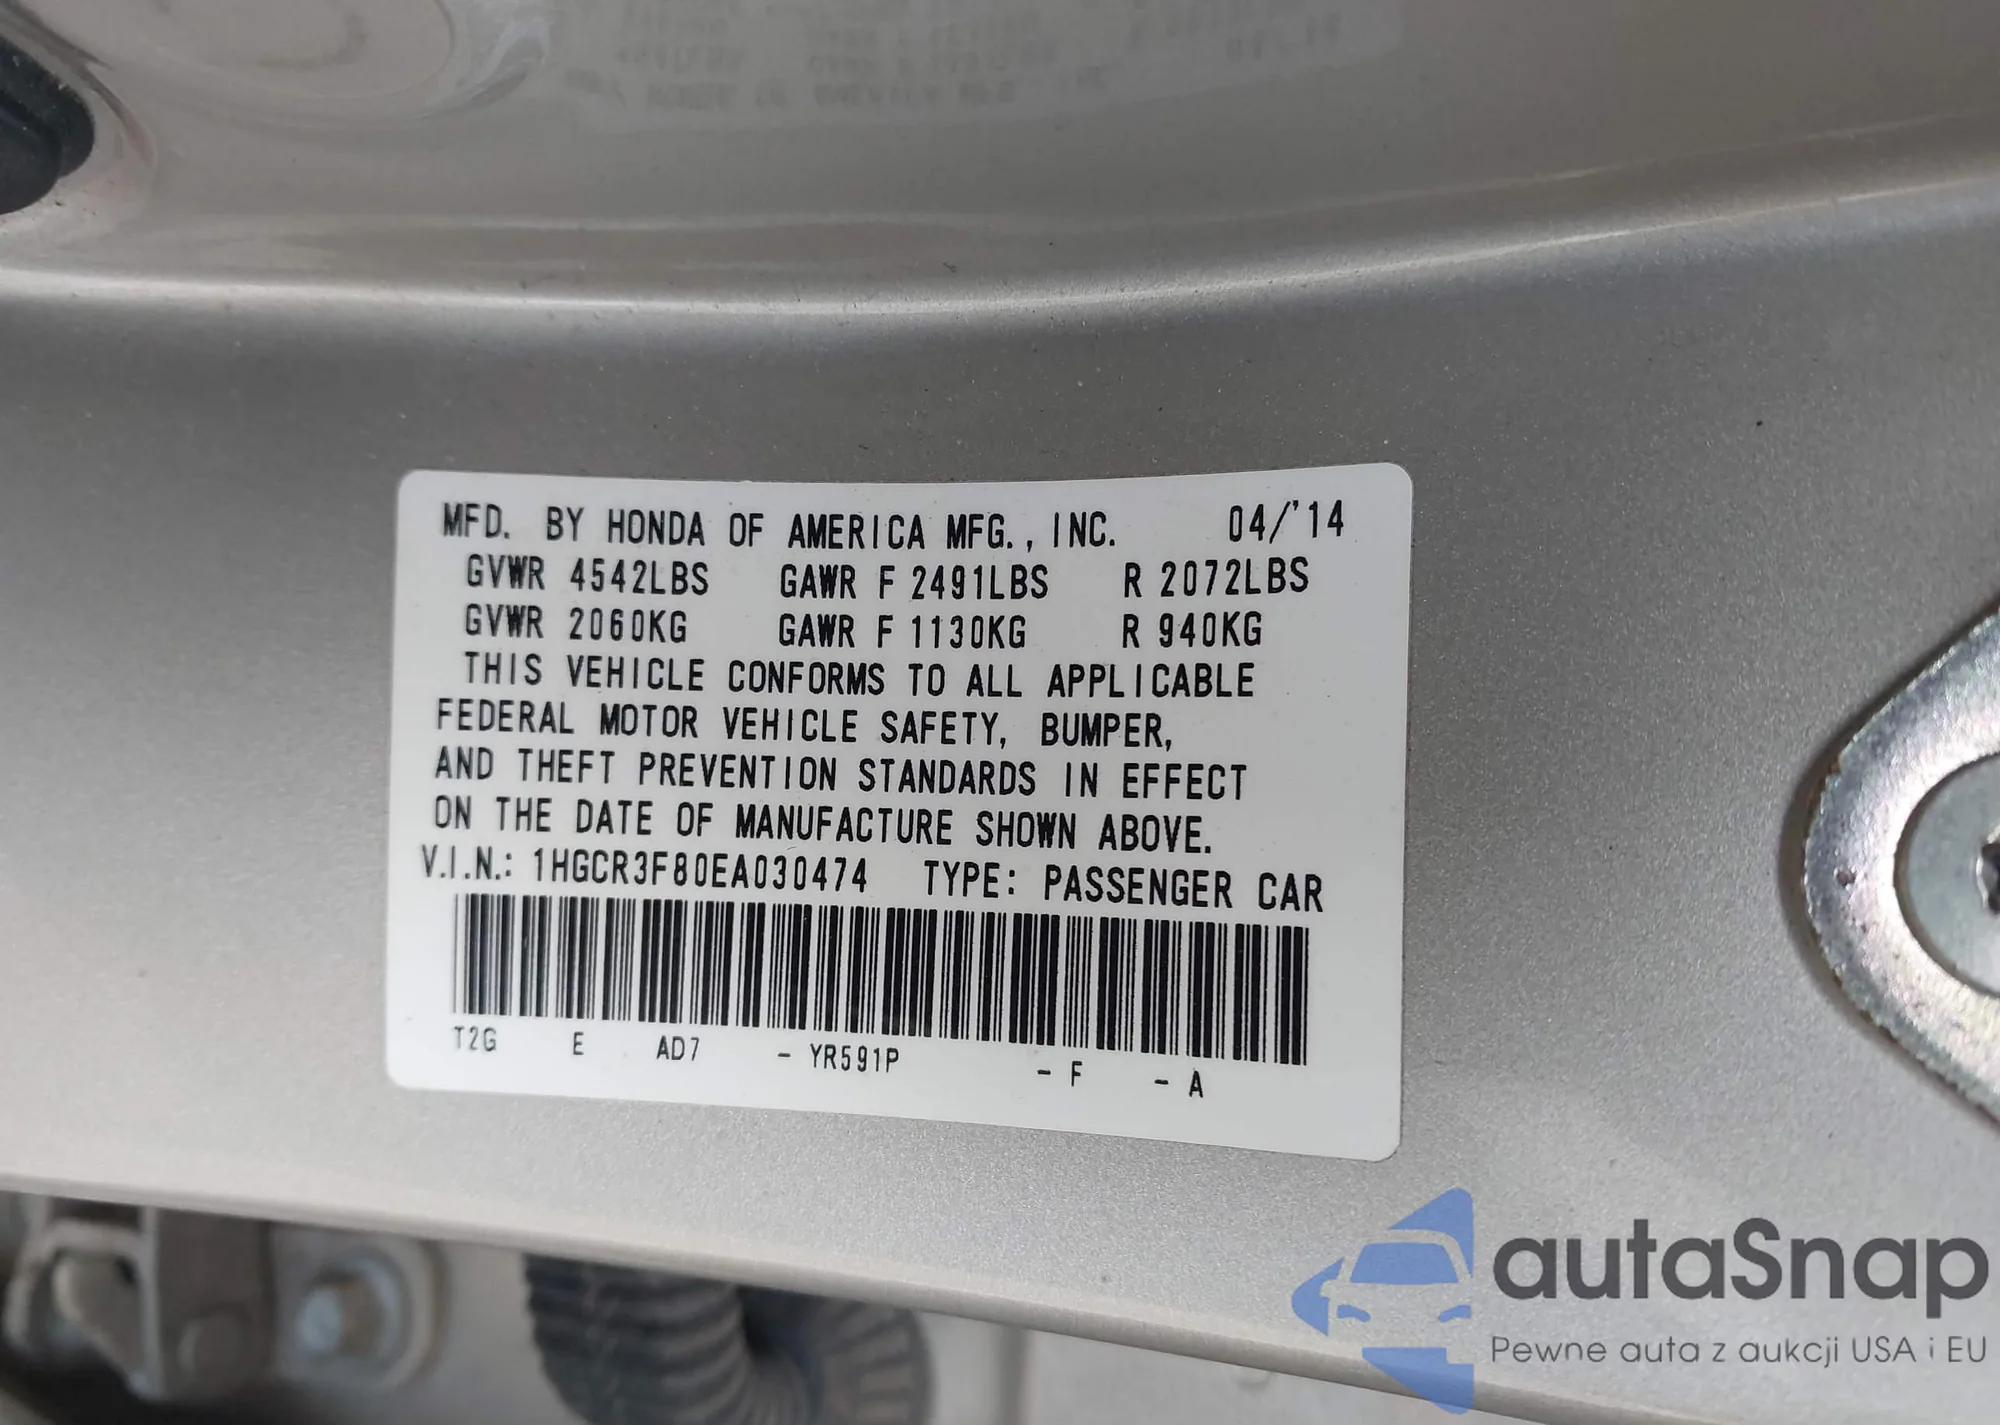 MFD. BY HONDA OF AMERICA MFG., INC. 04/'14
GVWR 4542LBS GAWR F 2491LBS R 2072LBS
GVWR 2060KG GAWR F 1130KG R 940KG
THIS VEHICLE CONFORMS TO ALL APPLICABLE
FEDERAL MOTOR VEHICLE SAFETY, BUMPER,
AND THEFT PREVENTION STANDARDS IN EFFECT
ON THE DATE OF MANUFACTURE SHOWN ABOVE.
V.I.N.: 1HGCR3F80EA030474 TYPE: PASSENGER CAR
T2G E AD7 - YR591P - F - A
autaSnap
Pewne auta z aukcji USA i EU